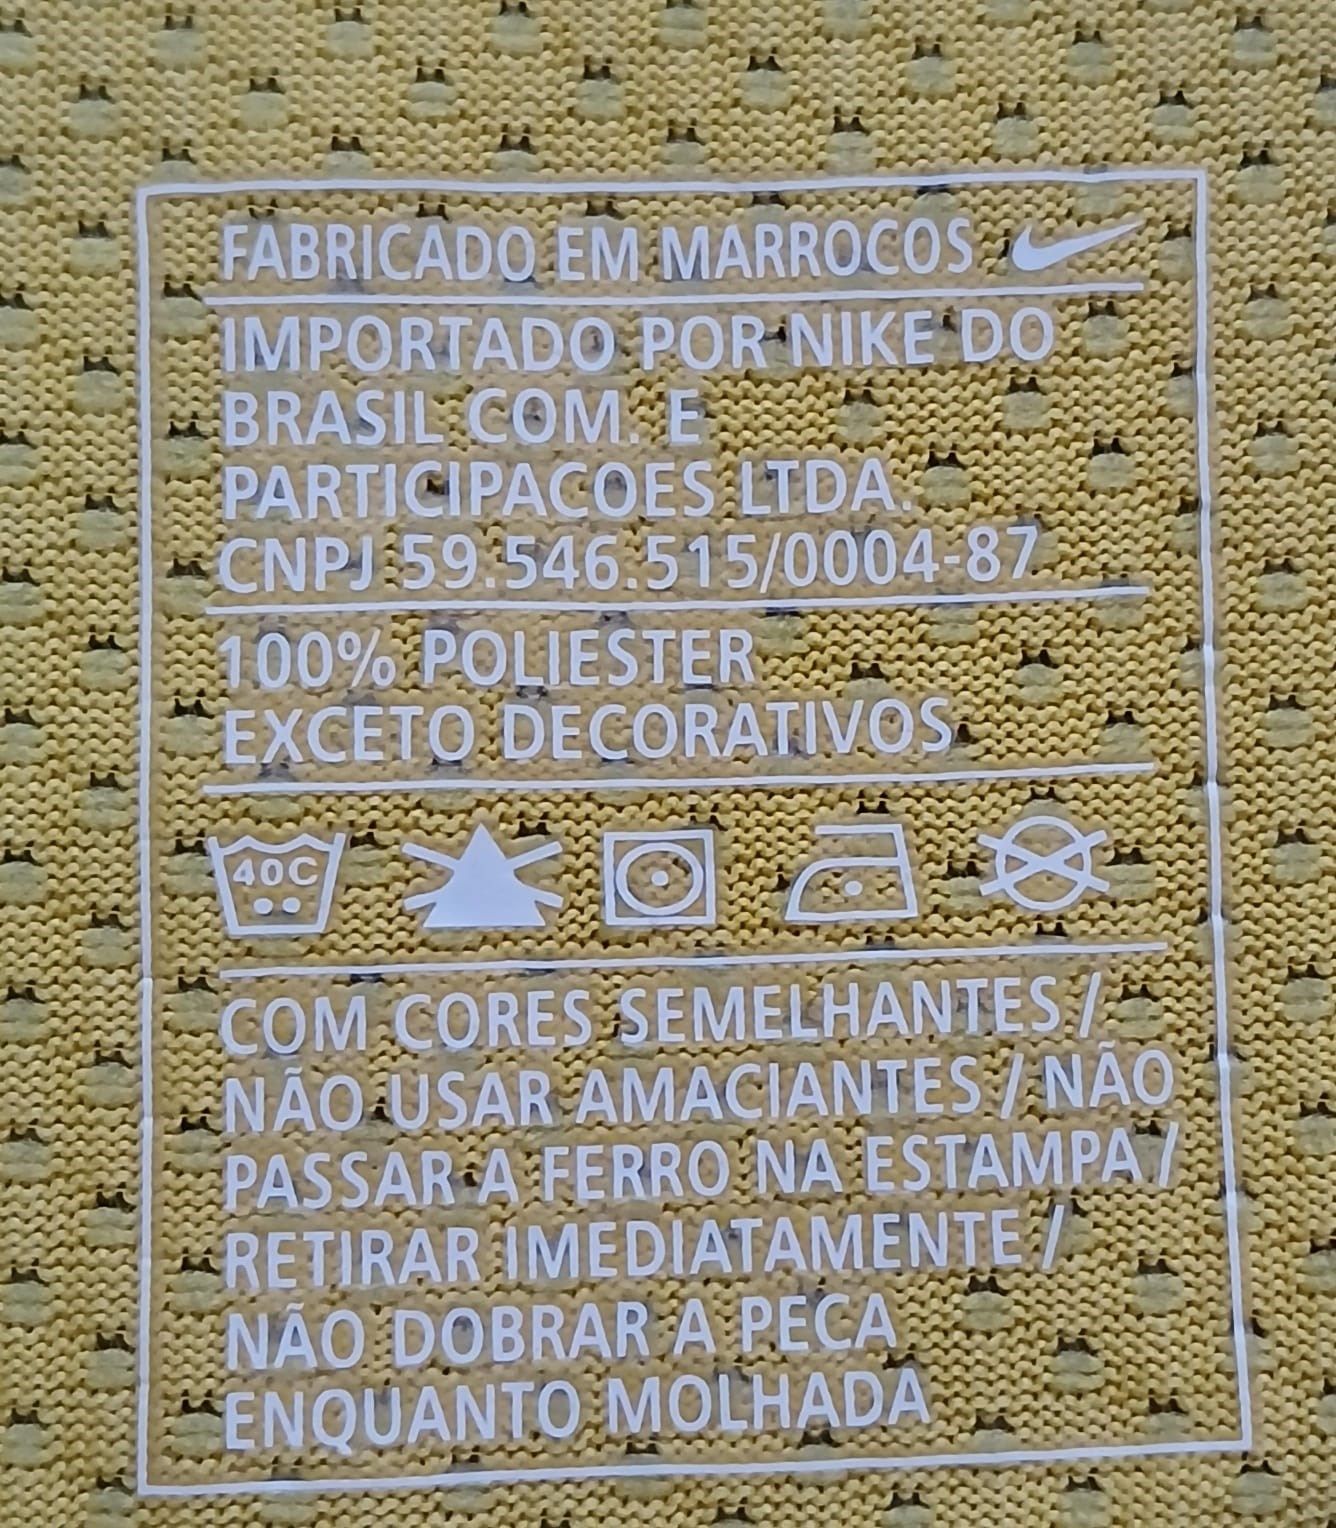 FABRICADO EM MARROCOS
IMPORTADO POR NIKE DO
BRASIL COM. E
PARTICIPACOES LTDA.
CNPJ 59.546.515/0004-87
100% POLIESTER
EXCETO DECORATIVOS
40C
COM CORES SEMELHANTES /
NÃO USAR AMACIANTES / NÃO
PASSAR A FERRO NA ESTAMPA /
RETIRAR IMEDIATAMENTE /
NÃO DOBRAR A PECA
ENQUANTO MOLHADA